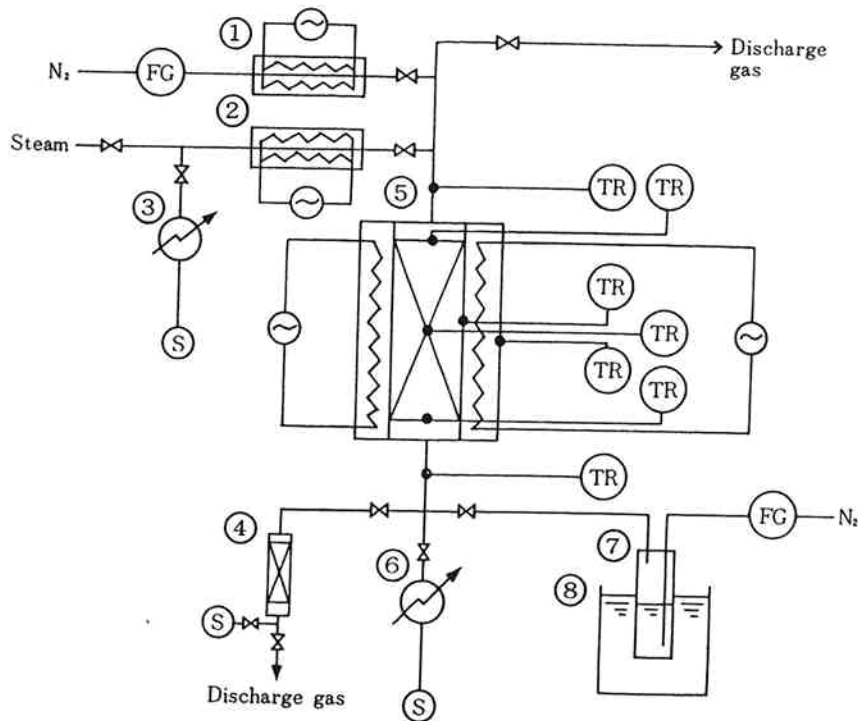 ①
Discharge
gas
N₂
FG
②
Steam
TR
TR
⑤
③
TR
TR
TR
S
TR
TR
FG
N₂
④
⑥
⑦
⑧
S
Discharge gas
S